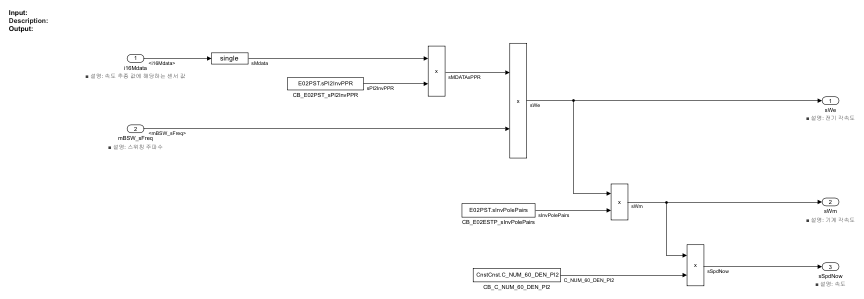 Input:
Description:
Output:
1
<i16Mdata>
i16Mdata
■ 설명: 속도 추종 값에 해당하는 센서 값
single
sMdata
E02PST.sPI2InvPPR
sPI2InvPPR
CB_E02PST_sPI2InvPPR
x
sMDATAxPPR
2
<mBSW_sFreq>
mBSW_sFreq
■ 설명: 스위칭 주파수
x
sWe
1
sWe
■ 설명: 전기 각속도
E02PST.sInvPolePairs
sInvPolePairs
CB_E02ESTP_sInvPolePairs
x
sWm
2
sWm
■ 설명: 기계 각속도
CnstCnst.C_NUM_60_DEN_PI2
C_NUM_60_DEN_PI2
CB_C_NUM_60_DEN_PI2
x
sSpdNow
3
sSpdNow
■ 설명: 속도